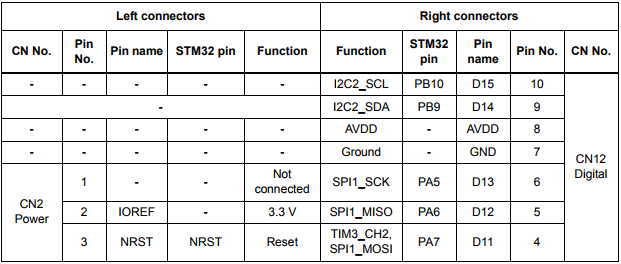 Left connectors Right connectors
CN No. Pin No. Pin name STM32 pin Function Function STM32 pin Pin name Pin No. CN No.
- - - - - I2C2_SCL PB10 D15 10
- I2C2_SDA PB9 D14 9
- - - - - AVDD - AVDD 8
- - - - - Ground - GND 7
CN2 Power 1 - - Not connected SPI1_SCK PA5 D13 6 CN12 Digital
2 IOREF - 3.3 V SPI1_MISO PA6 D12 5
3 NRST NRST Reset TIM3_CH2, SPI1_MOSI PA7 D11 4